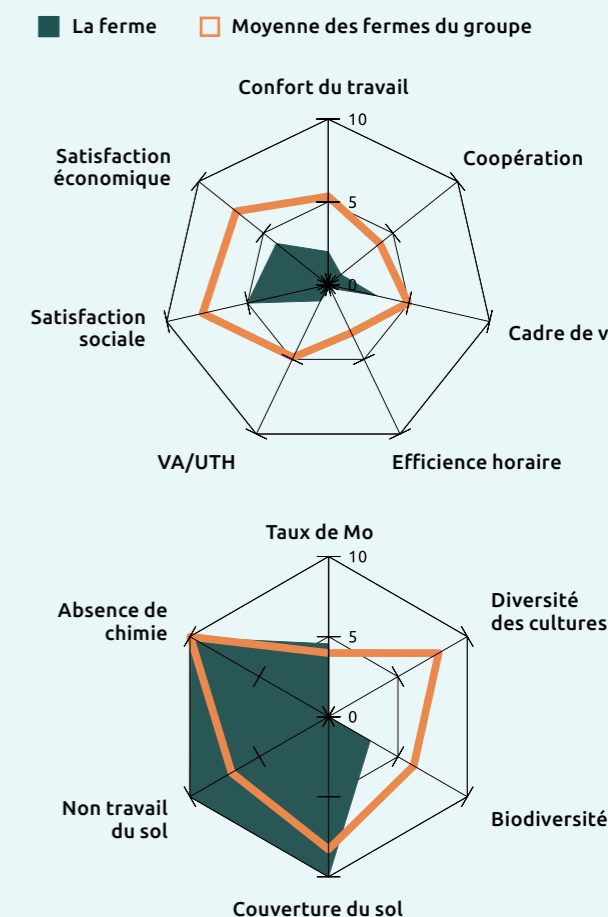 La ferme
Moyenne des fermes du groupe
Confort du travail
10
Satisfaction
économique
Coopération
5
0
Satisfaction
sociale
Cadre de v
VA/UTH
Efficience horaire
Taux de Mo
10
Absence de
chimie
Diversité
des cultures
5
0
Non travail
du sol
Biodiversité
Couverture du sol